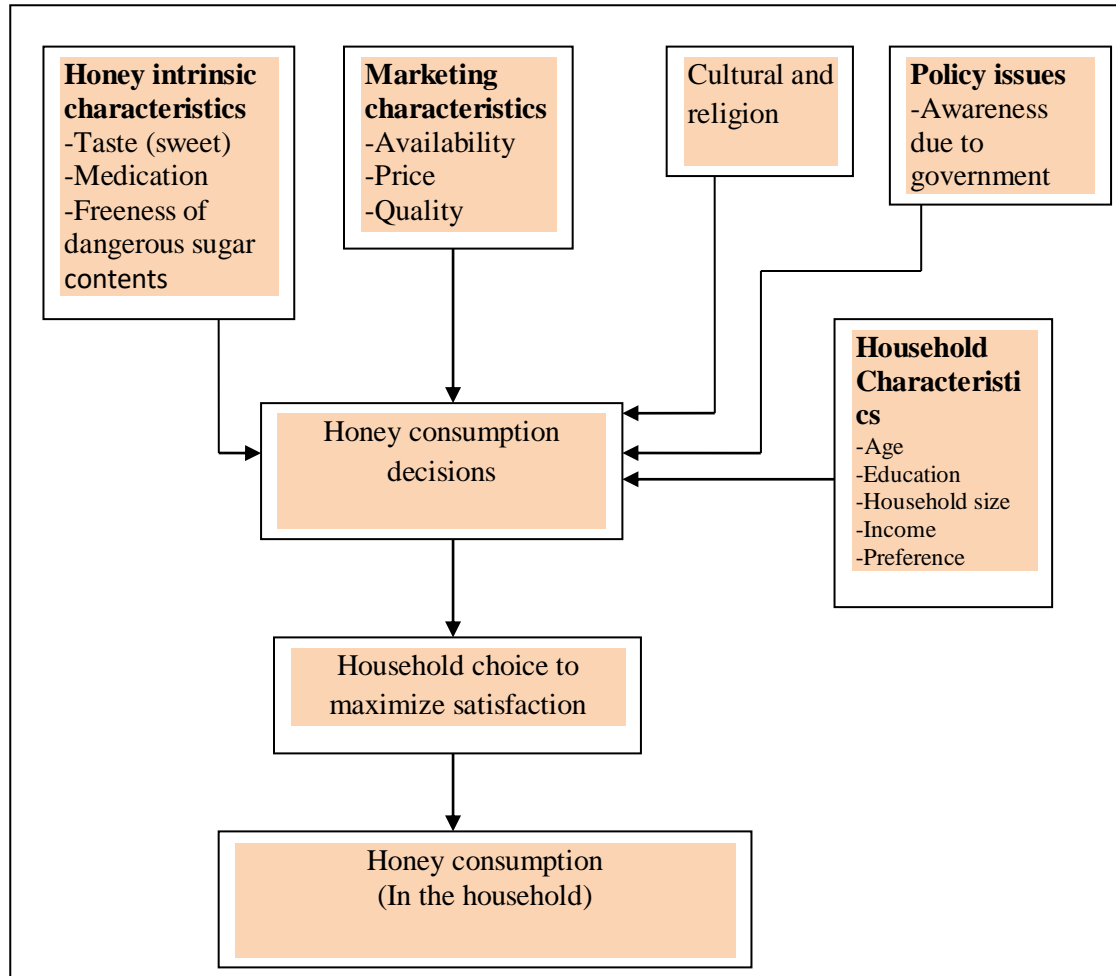 Honey intrinsic
characteristics
-Taste (sweet)
-Medication
-Freeness of
dangerous sugar
contents
Marketing
characteristics
-Availability
-Price
-Quality
Cultural and
religion
Policy issues
-Awareness
due to
government
Household
Characteristi
cs
-Age
-Education
-Household size
-Income
-Preference
Honey consumption
decisions
Household choice to
maximize satisfaction
Honey consumption
(In the household)